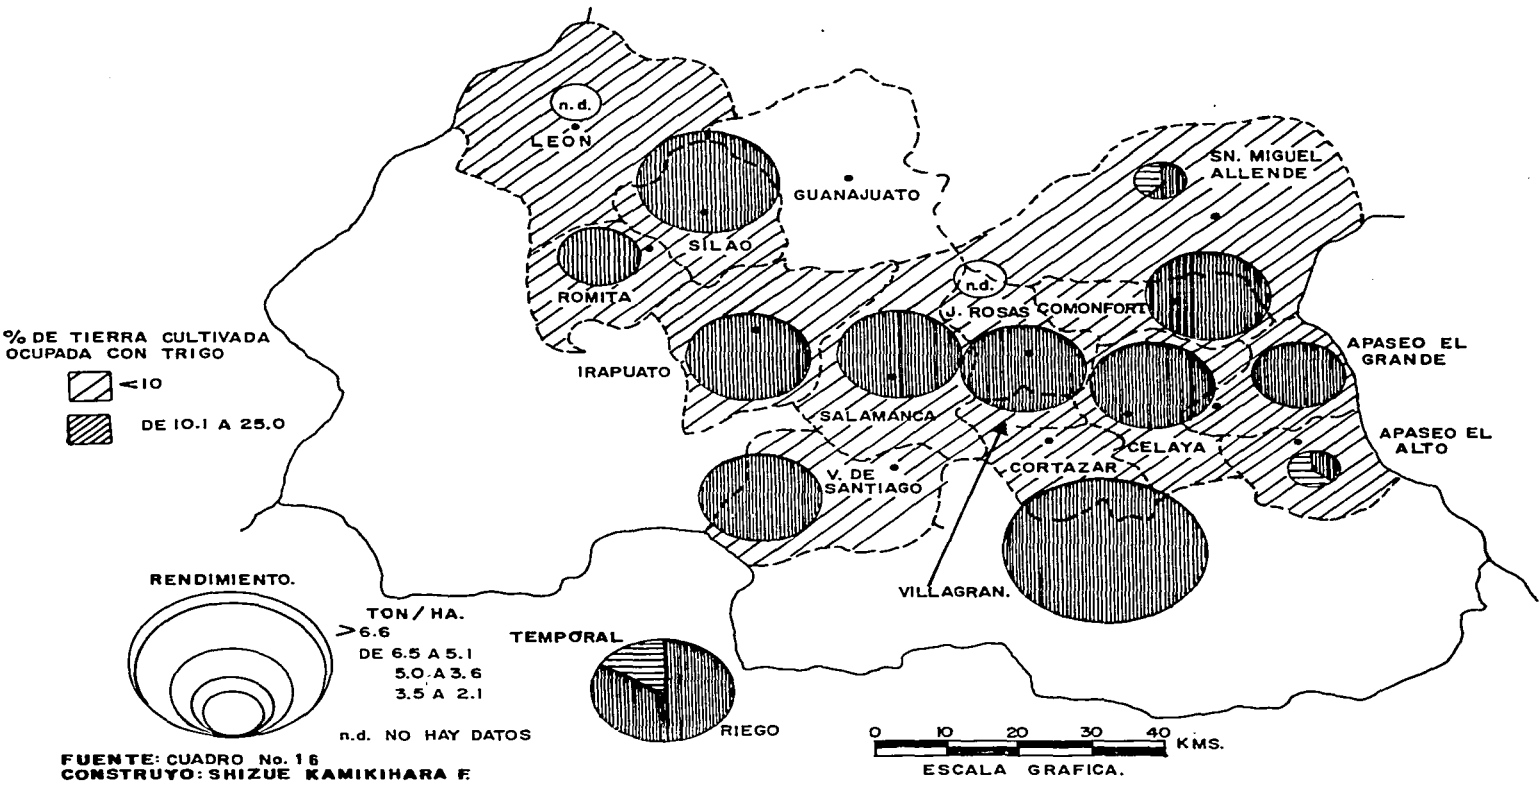 n.d.
LEON
SILAO
GUANAJUATO
SN. MIGUEL
ALLENDE
ROMITA
n.d.
J. ROSAS
COMONFORT
% DE TIERRA CULTIVADA
OCUPADA CON TRIGO
<10
DE 10.1 A 25.0
IRAPUATO
SALAMANCA
APASEO EL
GRANDE
APASEO EL
ALTO
CELAYA
CORTAZAR
V. DE
SANTIAGO
VILLAGRAN.
RENDIMIENTO.
TON/HA.
>6.6
DE 6.5 A 5.1
5.0 A 3.6
3.5 A 2.1
n.d. NO HAY DATOS
TEMPORAL
RIEGO
0 10 20 30 40 KMS.
ESCALA GRAFICA.
FUENTE: CUADRO No. 16
CONSTRUYO: SHIZUE KAMIKIHARA F.